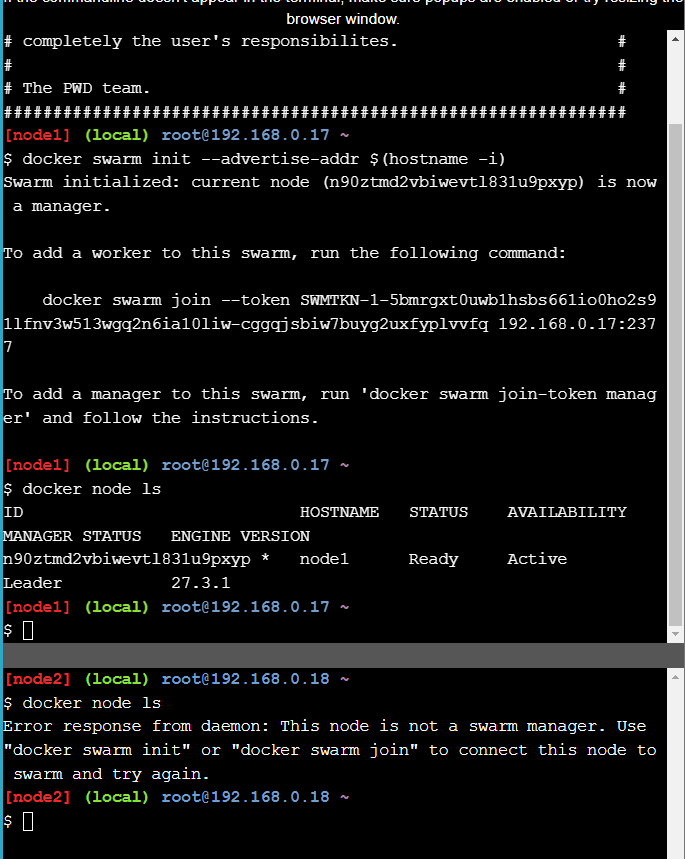 browser window.
# completely the user's responsibilites. #
# #
# The PWD team. #
###############################################################
[node1] (local) root@192.168.0.17 ~
$ docker swarm init --advertise-addr $(hostname -i)
Swarm initialized: current node (n90ztmd2vbiwevtl831u9pxyp) is now
a manager.
To add a worker to this swarm, run the following command:
docker swarm join --token SWMTKN-1-5bmrgxt0uwb1hsbs661io0ho2s9
1lfnv3w513wgq2n6ia10liw-cggqjsbiw7buyg2uxfyplvvfq 192.168.0.17:237
7
To add a manager to this swarm, run 'docker swarm join-token manag
er' and follow the instructions.
[node1] (local) root@192.168.0.17 ~
$ docker node ls
ID HOSTNAME STATUS AVAILABILITY
MANAGER STATUS ENGINE VERSION
n90ztmd2vbiwevtl831u9pxyp * node1 Ready Active
Leader 27.3.1
[node1] (local) root@192.168.0.17 ~
$
[node2] (local) root@192.168.0.18 ~
$ docker node ls
Error response from daemon: This node is not a swarm manager. Use
"docker swarm init" or "docker swarm join" to connect this node to
swarm and try again.
[node2] (local) root@192.168.0.18 ~
$